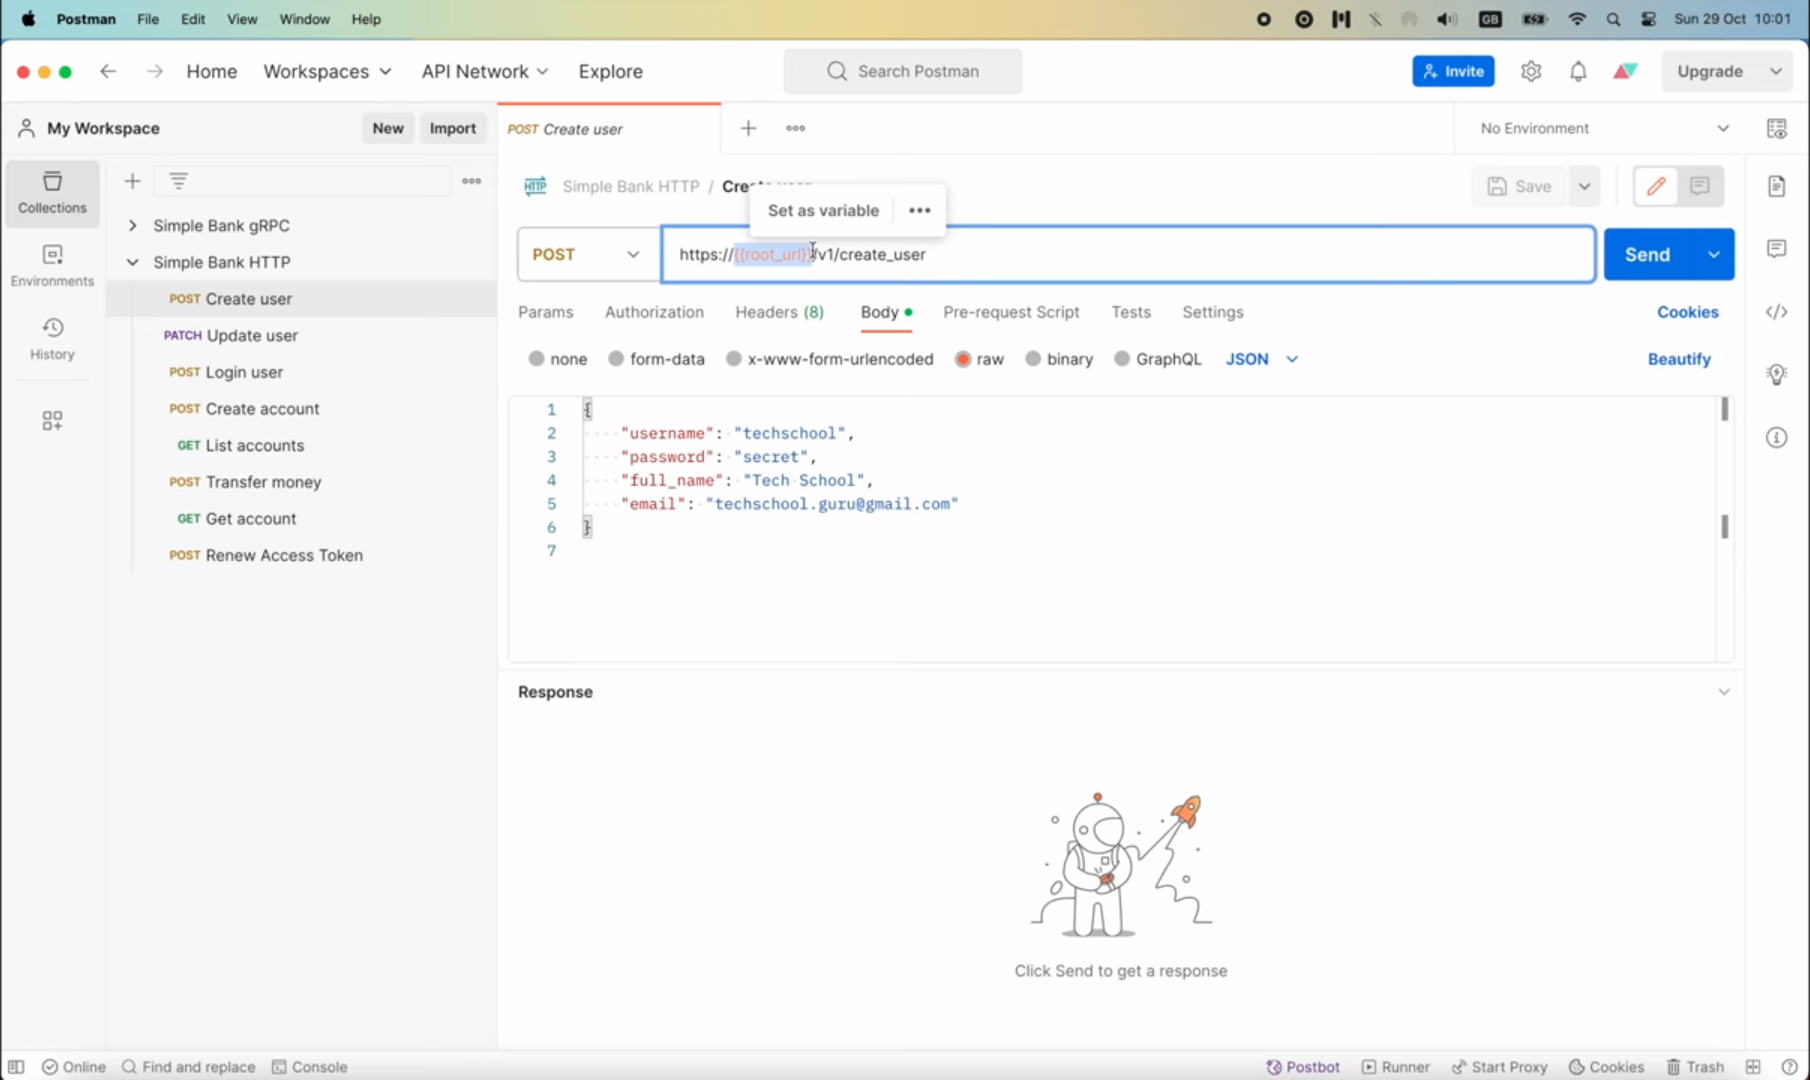 Postman File Edit View Window Help GB Sun 29 Oct 10:01
Home Workspaces API Network Explore Search Postman Invite Upgrade
My Workspace New Import POST Create user No Environment
Collections
Environments
History
Simple Bank gRPC
Simple Bank HTTP
POST Create user
PATCH Update user
POST Login user
POST Create account
GET List accounts
POST Transfer money
GET Get account
POST Renew Access Token
HTTP Simple Bank HTTP / Create user Save
Set as variable
POST https://{{root_url}}/v1/create_user Send
Params Authorization Headers (8) Body Pre-request Script Tests Settings Cookies
none form-data x-www-form-urlencoded raw binary GraphQL JSON Beautify
1 {
2 "username": "techschool",
3 "password": "secret",
4 "full_name": "Tech School",
5 "email": "techschool.guru@gmail.com"
6 }
7
Response
Click Send to get a response
Online Find and replace Console Postbot Runner Start Proxy Cookies Trash